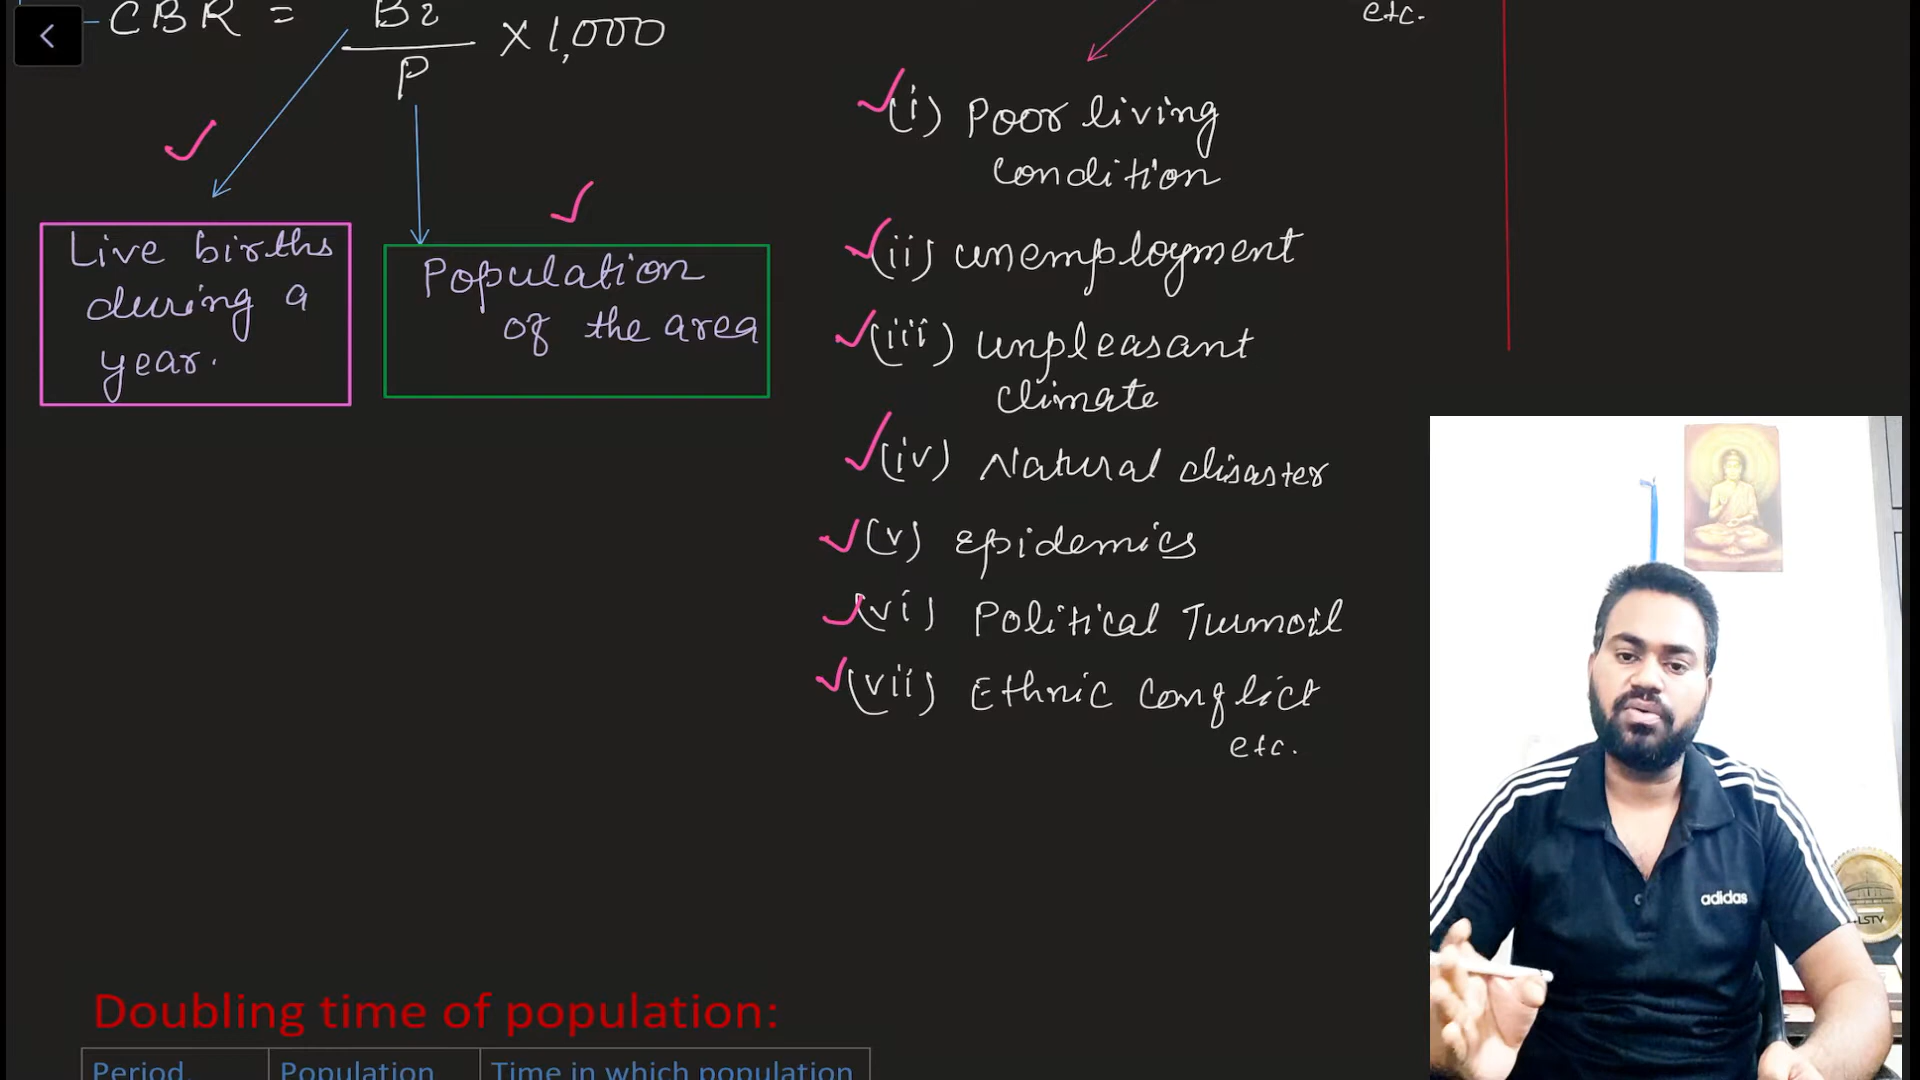 CBR = Bi/P × 1,000
Live births
during a
year.
Population
of the area
etc.
(i) Poor living
condition
(ii) unemployment
(iii) unpleasant
climate
(iv) Natural disaster
(v) Epidemics
(vi) Political Turmoil
(vii) Ethnic conflict
etc.
adidas
LSTV
Doubling time of population:
Period.
Population
Time in which population